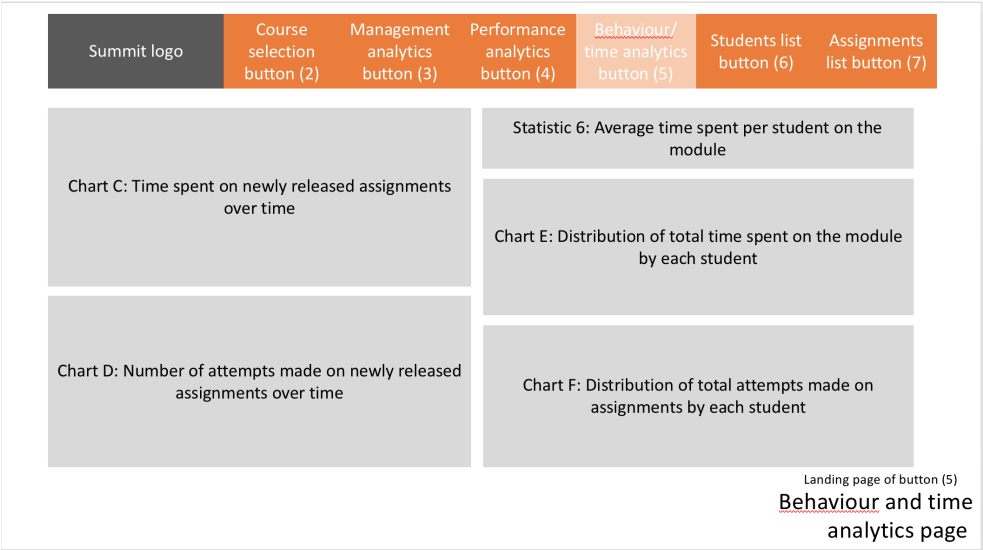 Summit logo
Course
selection
button (2)
Management
analytics
button (3)
Performance
analytics
button (4)
Behaviour/
time analytics
button (5)
Students list
button (6)
Assignments
list button (7)
Chart C: Time spent on newly released assignments
over time
Statistic 6: Average time spent per student on the
module
Chart E: Distribution of total time spent on the module
by each student
Chart D: Number of attempts made on newly released
assignments over time
Chart F: Distribution of total attempts made on
assignments by each student
Landing page of button (5)
Behaviour and time
analytics page